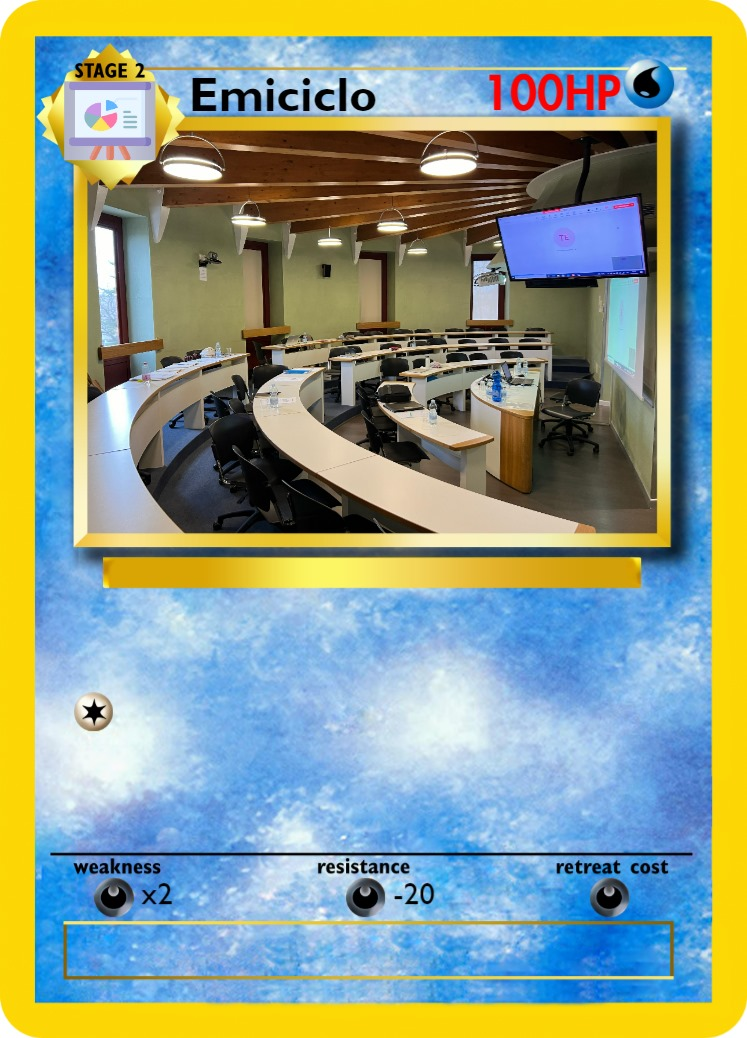 STAGE 2
Emiciclo
100HP
weakness
resistance
retreat cost
x2
-20